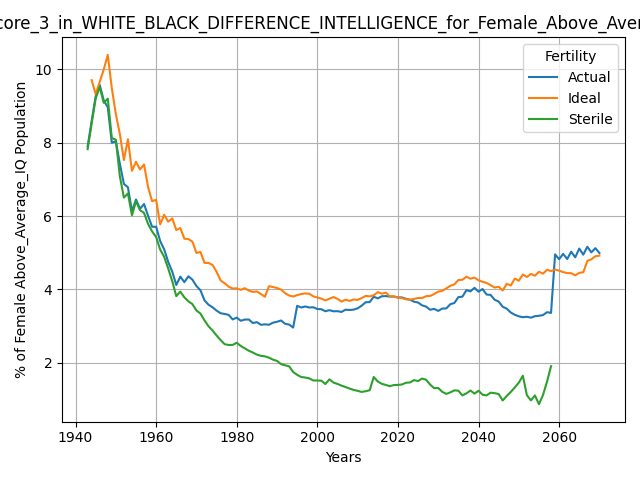 core_3_in_WHITE_BLACK_DIFFERENCE_INTELLIGENCE_for_Female_Above_Aver
% of Female Above_Average_IQ Population
10
8
6
4
2
1940
1960
1980
2000
2020
2040
2060
Years
Fertility
Actual
Ideal
Sterile